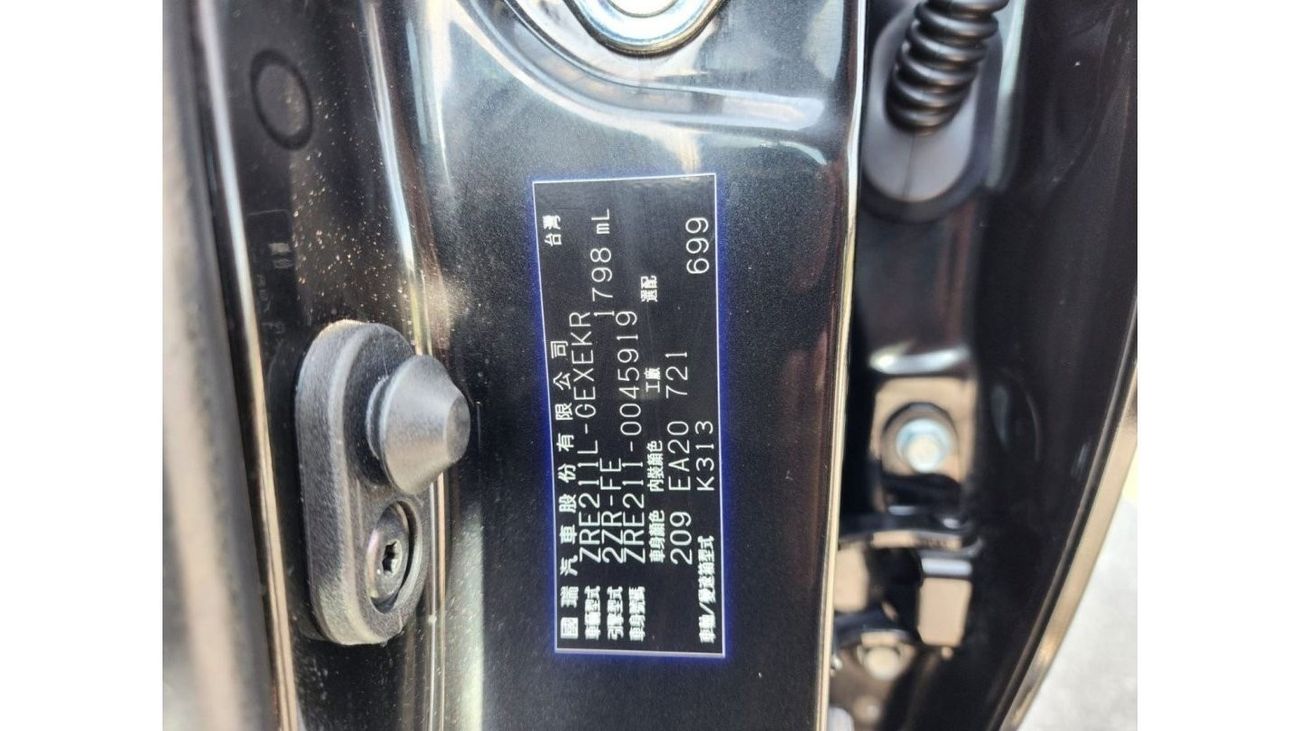 國瑞汽車股份有限公司 台灣
車輛型式 ZRE211L-GEXEKR
引擎型式 2ZR-FE 1798 mL
車身號碼 ZRE211-0045919
車身顏色 內裝顏色 工廠 選配
209 EA20 721 699
車軸/變速箱型式 K313